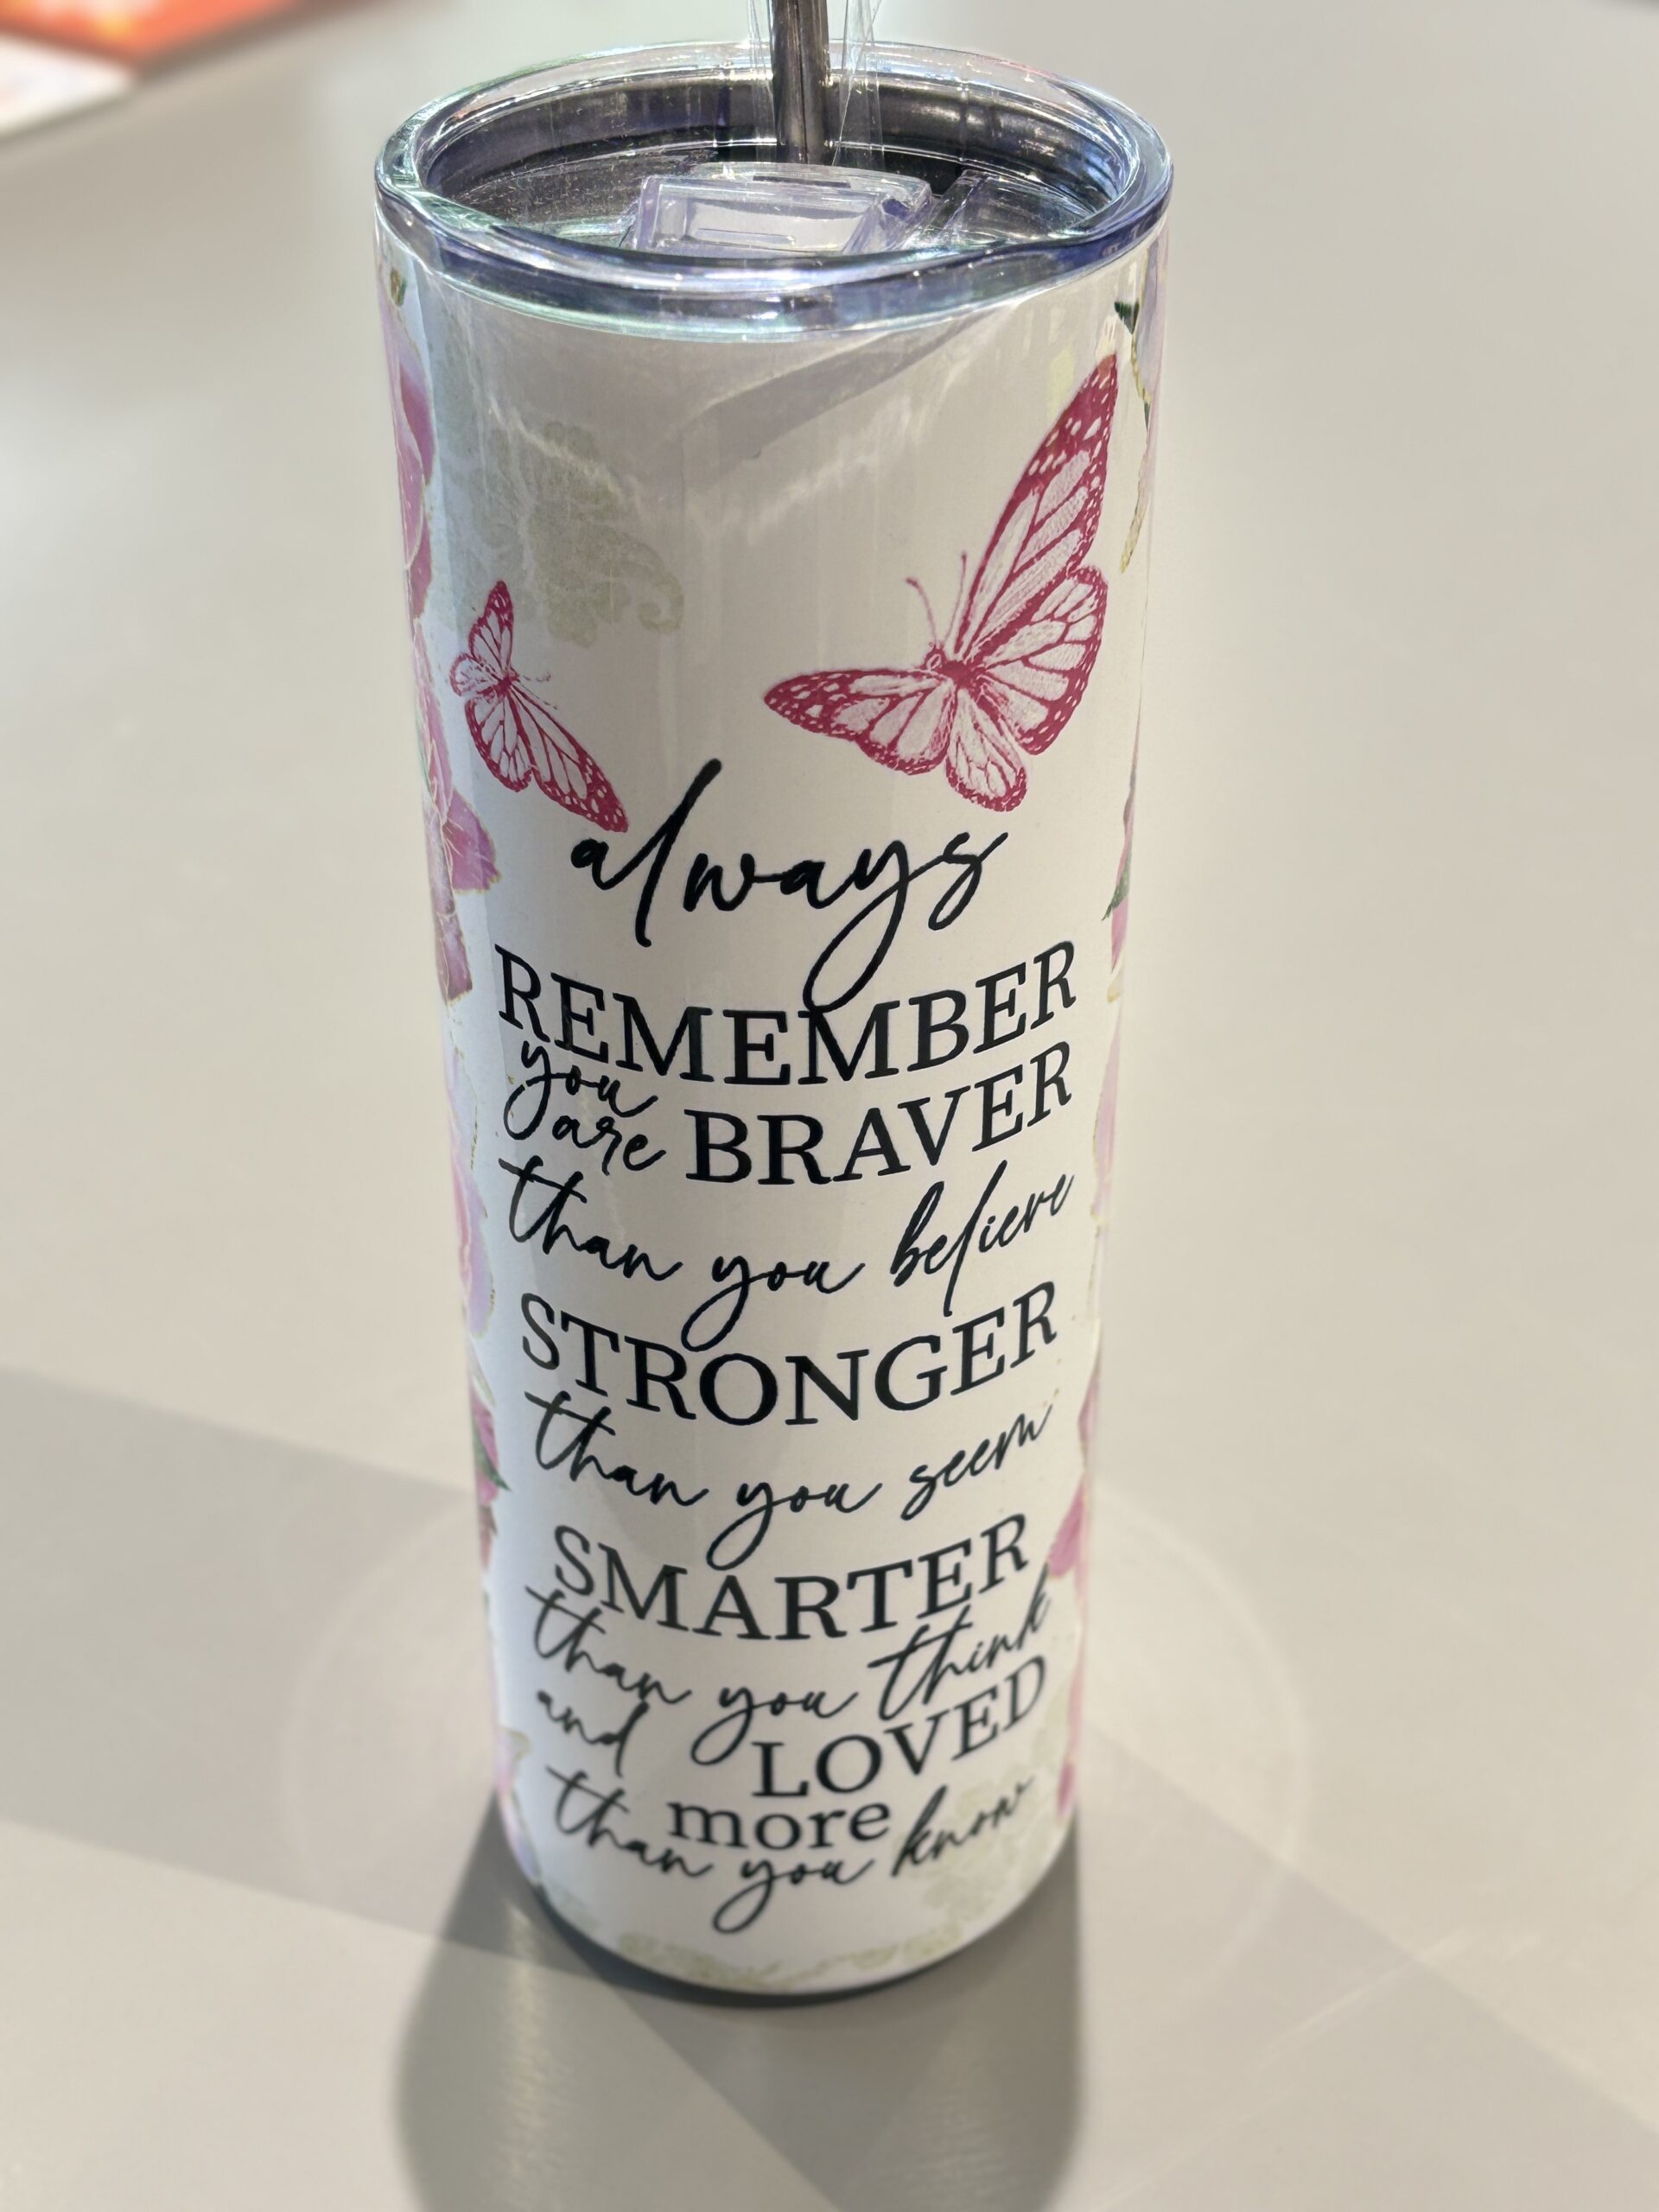 always
REMEMBER
you are BRAVER
than you believe
STRONGER
than you seem
SMARTER
than you think
and LOVED
more
than you know